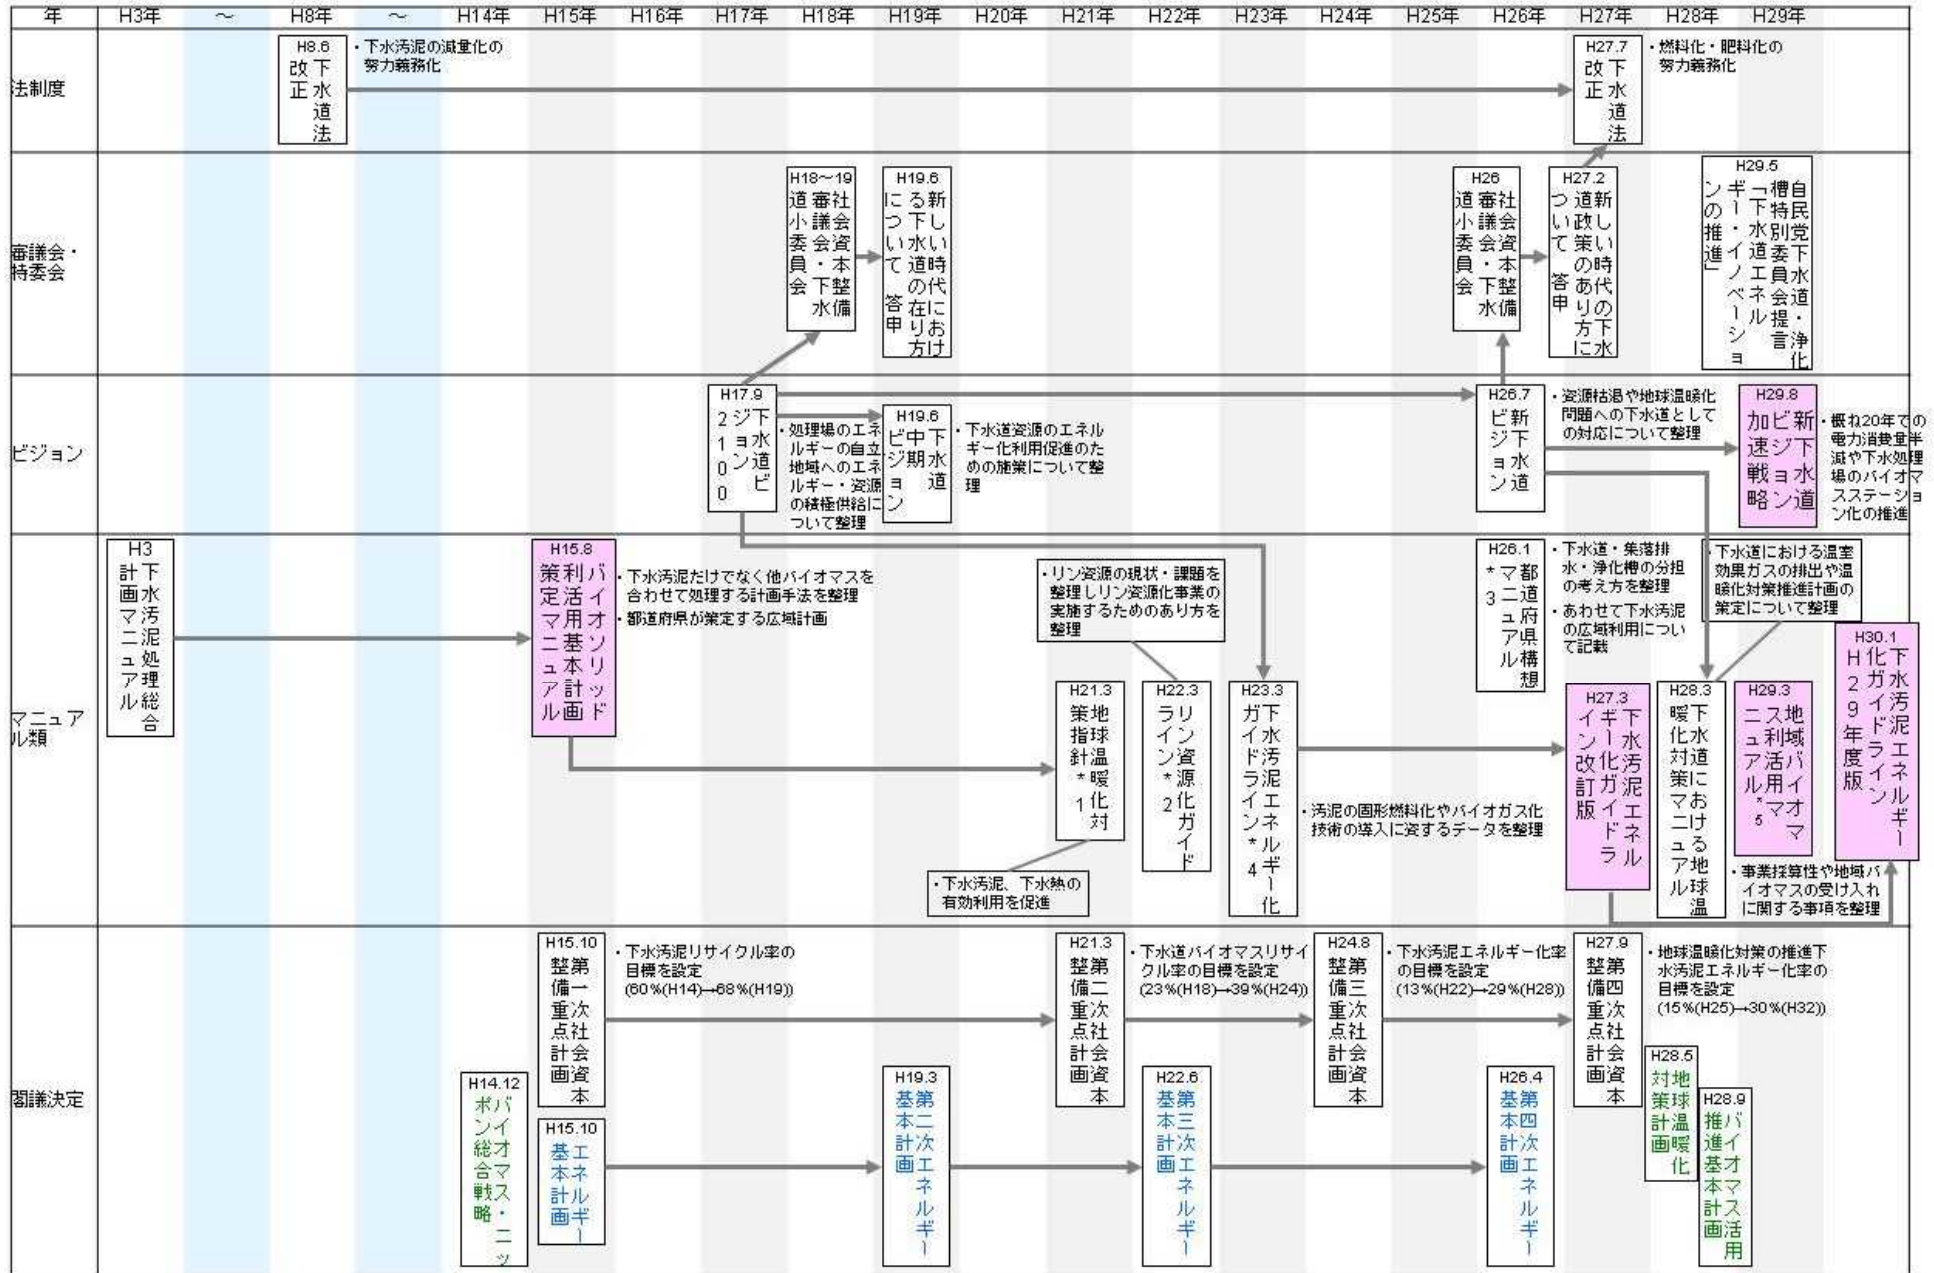 年 H3年 ～ H8年 ～ H14年 H15年 H16年 H17年 H18年 H19年 H20年 H21年 H22年 H23年 H24年 H25年 H26年 H27年 H28年 H29年
法制度
H8.6
下水道法
改正
・下水汚泥の減量化の
努力義務化
H27.7
下水道法
改正
・燃料化・肥料化の
努力義務化
審議会・
特委会
H18～19
社会資本整備
審議会・下水
道小委員会
H19.6
新しい時代におけ
る下水道の在り方
について 答申
H26
社会資本整備
審議会・下水
道小委員会
H27.2
新しい時代の下水
道政策のあり方に
ついて 答申
H29.5
自民党下水道・浄化
槽特別委員会提言
「下水道エネル
ギー・イノベーショ
ンの推進」
ビジョン
H17.9
下水道ビ
ジョン
2100
・処理場のエネ
ルギーの自立
地域へのエネ
ルギー・資源
の積極供給に
ついて整理
H19.6
下水道
中期
ビジョン
・下水道資源のエネル
ギー化利用促進のた
めの施策について整
理
H26.7
新下水道
ビジョン
・資源枯渇や地球温暖化
問題への下水道として
の対応について整理
H29.8
新下水道
ビジョン
加速戦略
・概ね20年での
電力消費量半
減や下水処理
場のバイオマ
スステーショ
ン化の推進
マニュア
ル類
H3
下水汚泥処理総合
計画マニュアル
H15.8
バイオソリッド
利活用基本計画
策定マニュアル
・下水汚泥だけでなく他バイオマスを
合わせて処理する計画手法を整理
・都道府県が策定する広域計画
H21.3
地球温暖化対
策指針*1
・下水汚泥、下水熱の
有効利用を促進
・リン資源の現状・課題を
整理しリン資源化事業の
実施するためのあり方を
整理
H22.3
リン資源化ガイド
ライン*2
H23.3
下水汚泥エネルギー化
ガイドライン*4
・汚泥の固形燃料化やバイオガス化
技術の導入に資するデータを整理
H26.1
都道府県構想
マニュアル
*3
・下水道・集落排
水・浄化槽の分担
の考え方を整理
・あわせて下水汚泥
の広域利用につい
て記載
H27.3
下水汚泥エネル
ギー化ガイドラ
イン改訂版
・下水道における温室
効果ガスの排出や温
暖化対策推進計画の
策定について整理
H28.3
下水道における地球温
暖化対策マニュアル
H29.3
地域バイオマ
ス利活用マ
ニュアル*5
・事業採算性や地域バ
イオマスの受け入れ
に関する事項を整理
H30.1
下水汚泥エネルギー
化ガイドライン
H29年度版
閣議決定
H14.12
バイオマス・ニッ
ポン総合戦略
H15.10
第一次社会資本
整備重点計画
・下水汚泥リサイクル率の
目標を設定
(60%(H14)→68%(H19))
H15.10
エネルギー
基本計画
H19.3
第二次エネルギー
基本計画
H21.3
第二次社会資本
整備重点計画
・下水道バイオマスリサイ
クル率の目標を設定
(23%(H18)→39%(H24))
H22.6
第三次エネルギー
基本計画
H24.8
第三次社会資本
整備重点計画
・下水汚泥エネルギー化率
の目標を設定
(13%(H22)→29%(H28))
H26.4
第四次エネルギー
基本計画
H27.9
第四次社会資本
整備重点計画
・地球温暖化対策の推進下
水汚泥エネルギー化率の
目標を設定
(15%(H25)→30%(H32))
H28.5
地球温暖化
対策計画
H28.9
バイオマス活用
推進基本計画